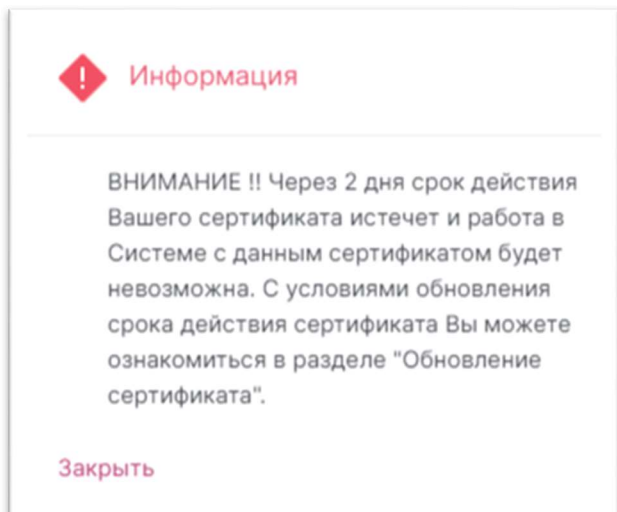 Информация
ВНИМАНИЕ !! Через 2 дня срок действия
Вашего сертификата истечет и работа в
Системе с данным сертификатом будет
невозможна. С условиями обновления
срока действия сертификата Вы можете
ознакомиться в разделе "Обновление
сертификата".
Закрыть